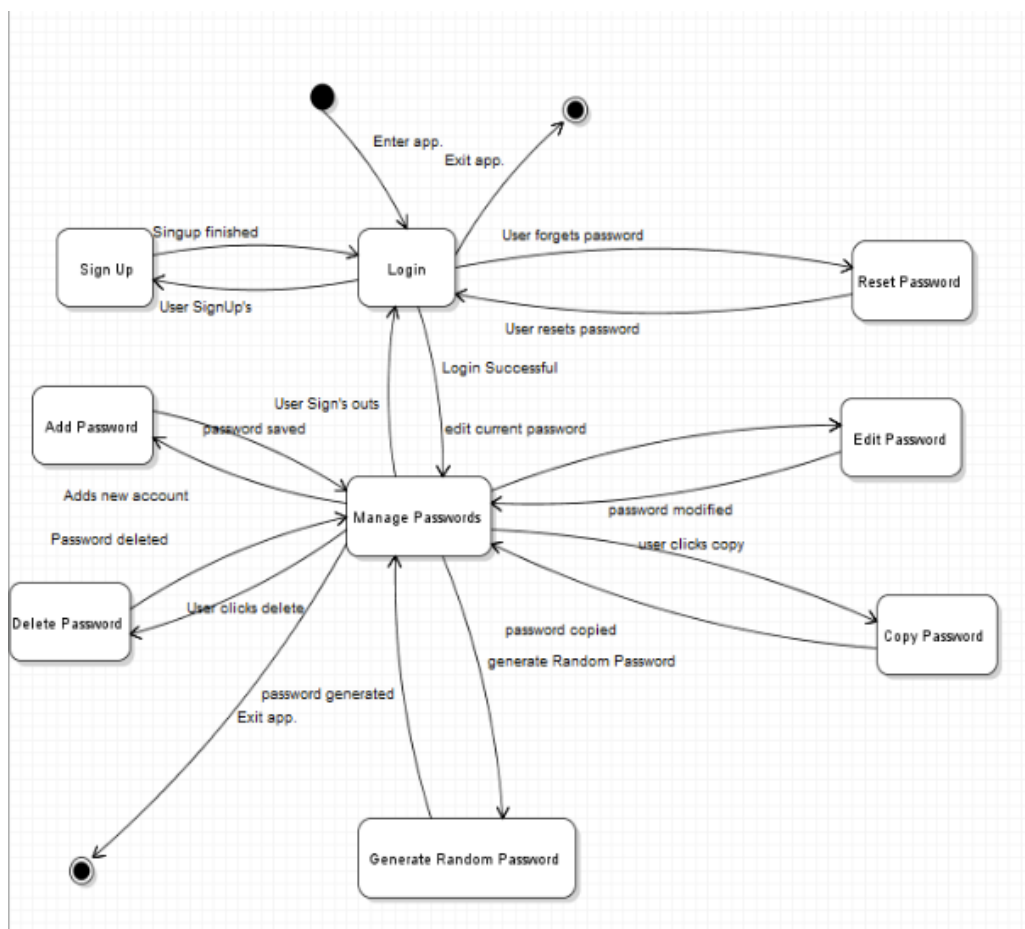 Enter app.
Exit app.
Singup finished
User forgets password
Sign Up
Login
Reset Password
User SignUp's
User resets password
Login Successful
User Sign's outs
Add Password
password saved
edit current password
Edit Password
Adds new account
Manage Passwords
password modified
Password deleted
user clicks copy
User clicks delete
Delete Password
password copied
Copy Password
generate Random Password
password generated
Exit app.
Generate Random Password